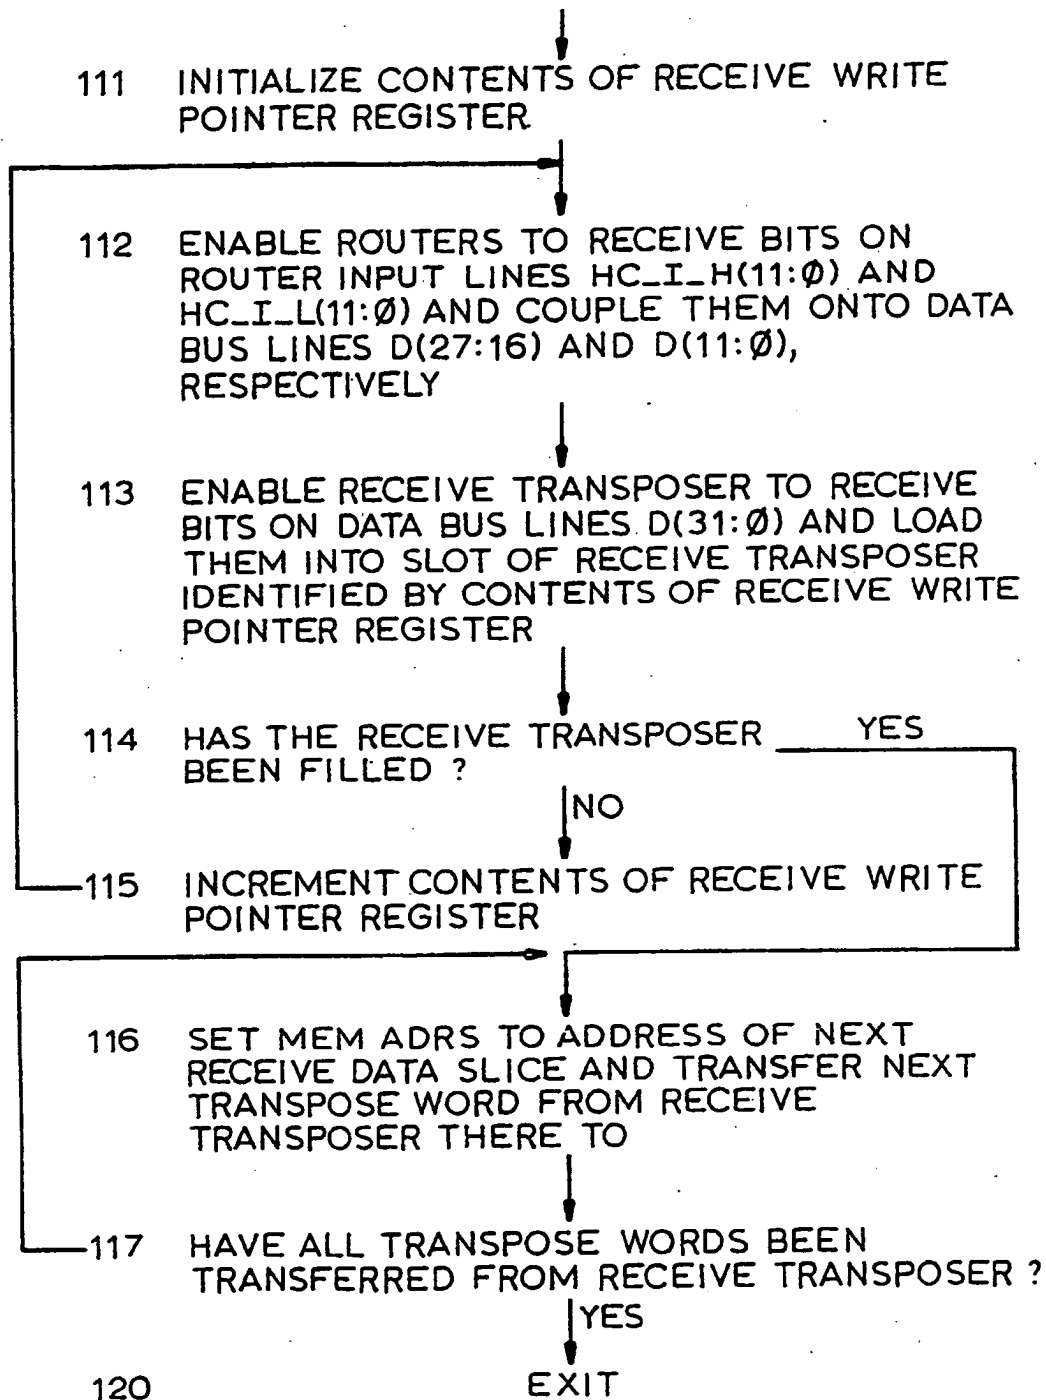 111 INITIALIZE CONTENTS OF RECEIVE WRITE
POINTER REGISTER
112 ENABLE ROUTERS TO RECEIVE BITS ON
ROUTER INPUT LINES HC_I_H(11:Ø) AND
HC_I_L(11:Ø) AND COUPLE THEM ONTO DATA
BUS LINES D(27:16) AND D(11:Ø),
RESPECTIVELY
113 ENABLE RECEIVE TRANSPOSER TO RECEIVE
BITS ON DATA BUS LINES D(31:Ø) AND LOAD
THEM INTO SLOT OF RECEIVE TRANSPOSER
IDENTIFIED BY CONTENTS OF RECEIVE WRITE
POINTER REGISTER
114 HAS THE RECEIVE TRANSPOSER YES
BEEN FILLED ?
NO
115 INCREMENT CONTENTS OF RECEIVE WRITE
POINTER REGISTER
116 SET MEM ADRS TO ADDRESS OF NEXT
RECEIVE DATA SLICE AND TRANSFER NEXT
TRANSPOSE WORD FROM RECEIVE
TRANSPOSER THERE TO
117 HAVE ALL TRANSPOSE WORDS BEEN
TRANSFERRED FROM RECEIVE TRANSPOSER ?
YES
120 EXIT